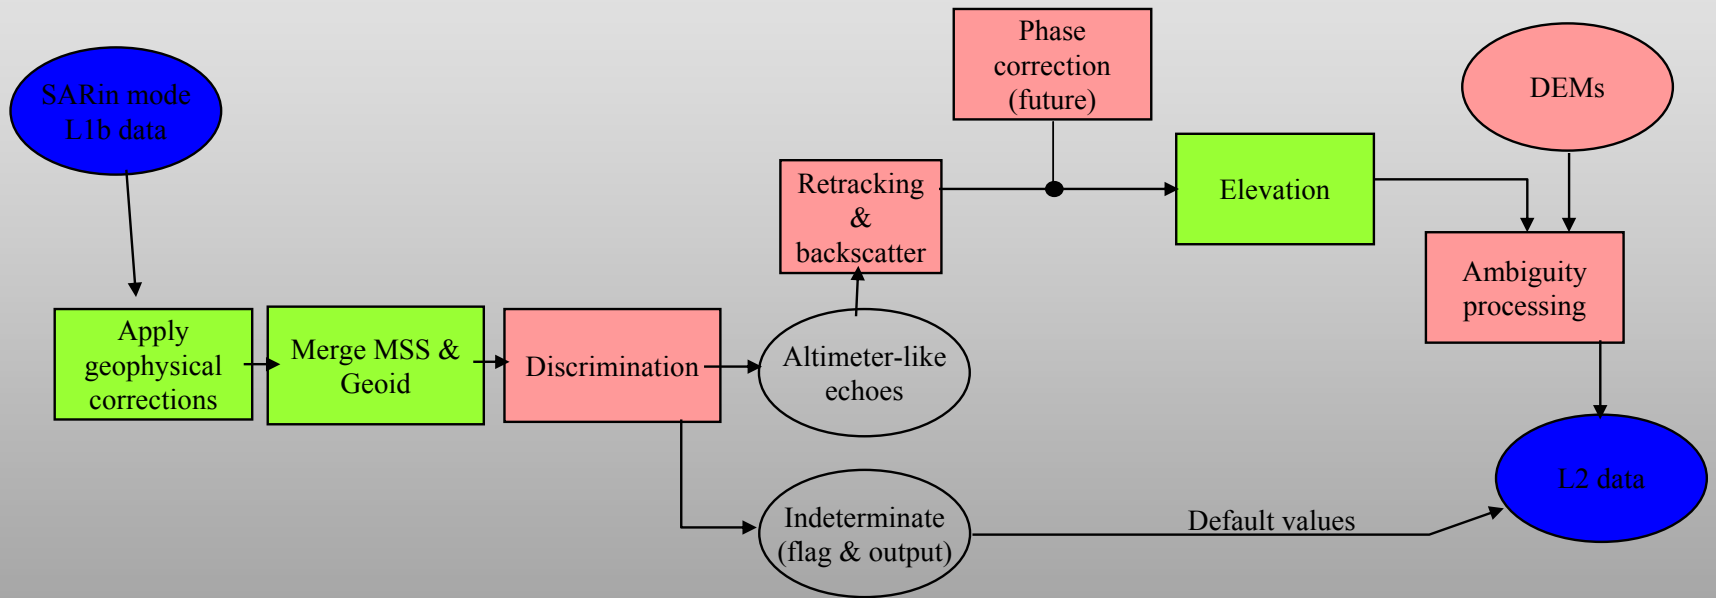 SARin mode
L1b data
Apply
geophysical
corrections
Merge MSS &
Geoid
Discrimination
Altimeter-like
echoes
Indeterminate
(flag & output)
Default values
Retracking
&
backscatter
Phase
correction
(future)
Elevation
DEMs
Ambiguity
processing
L2 data